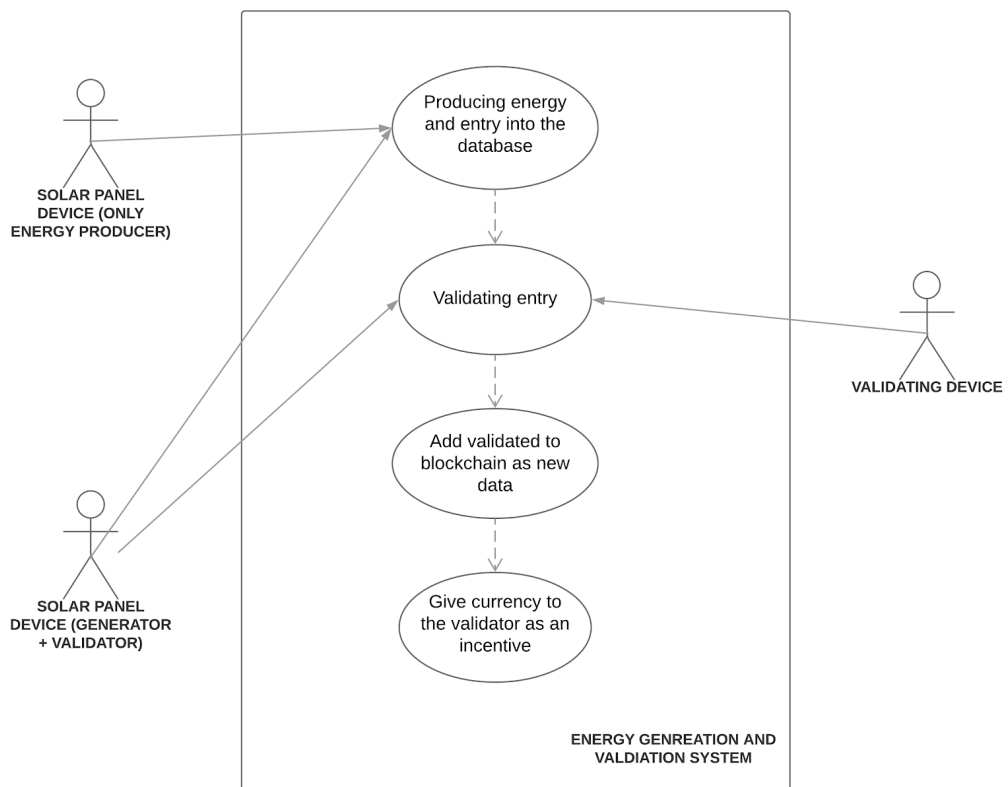 Producing energy
and entry into the
database
SOLAR PANEL
DEVICE (ONLY
ENERGY PRODUCER)
Validating entry
VALIDATING DEVICE
Add validated to
blockchain as new
data
SOLAR PANEL
DEVICE (GENERATOR
+ VALIDATOR)
Give currency to
the validator as an
incentive
ENERGY GENREATION AND
VALDIATION SYSTEM